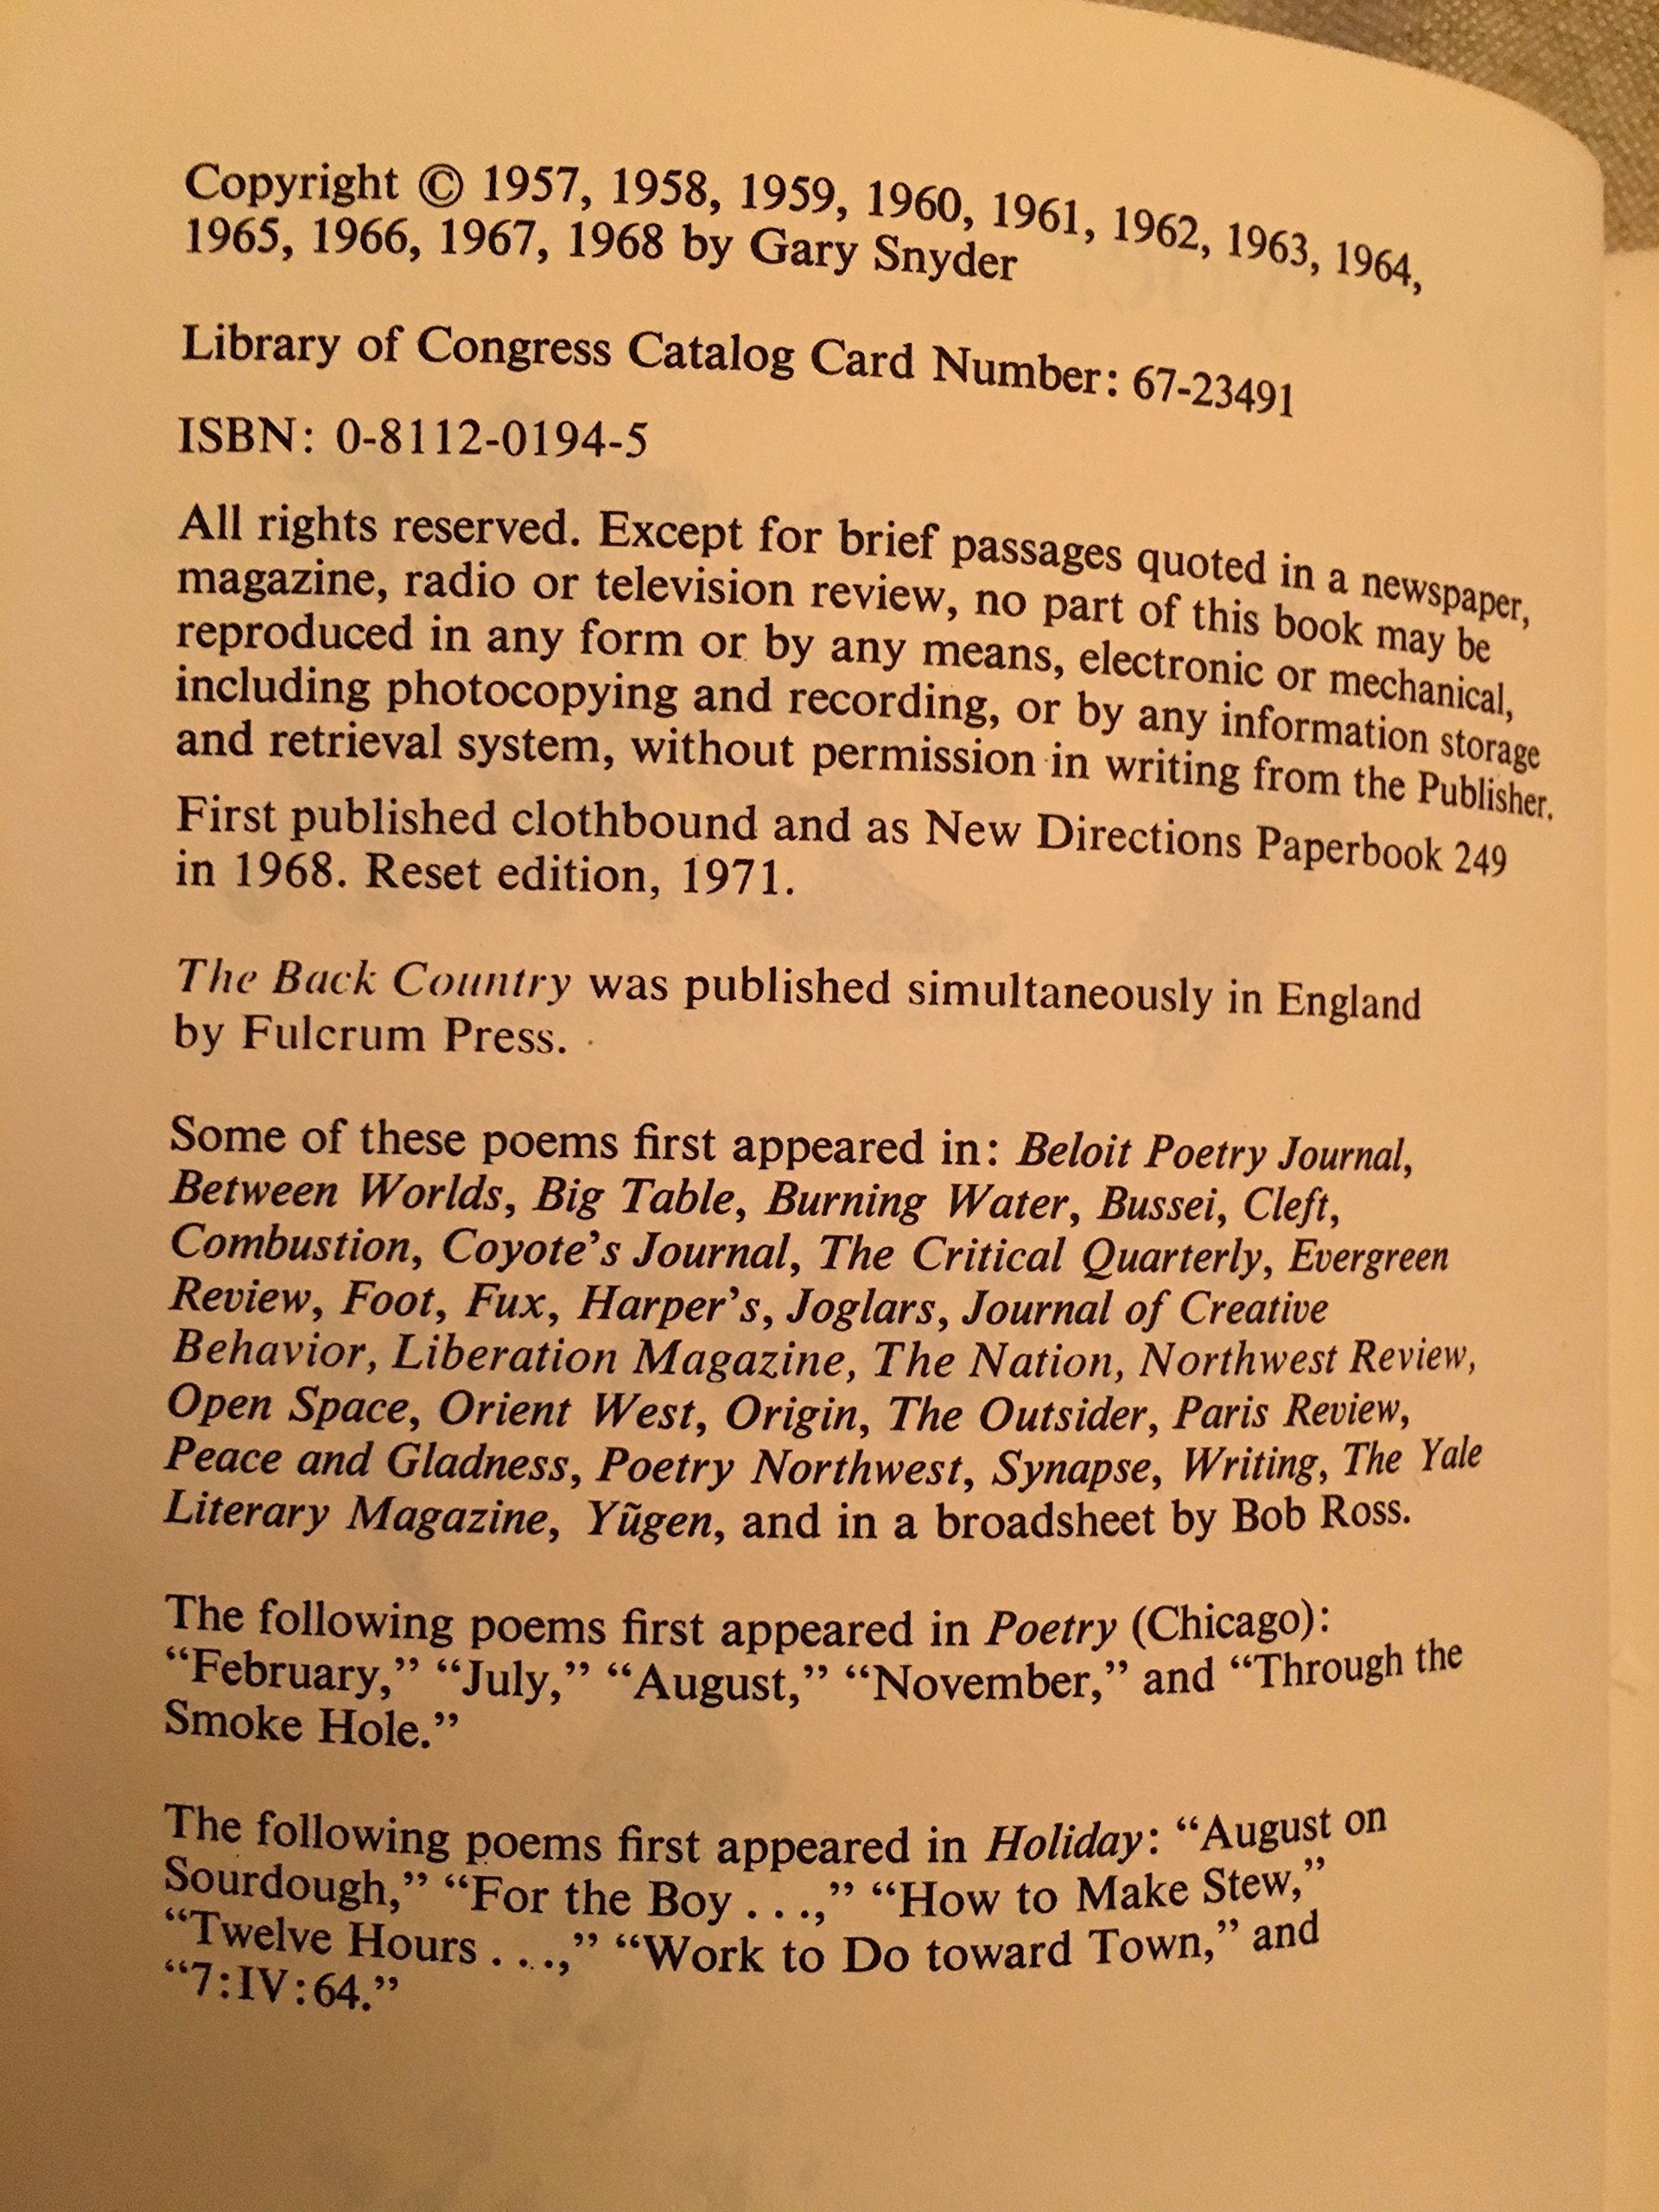 Copyright © 1957, 1958, 1959, 1960, 1961, 1962, 1963, 1964,
1965, 1966, 1967, 1968 by Gary Snyder
Library of Congress Catalog Card Number: 67-23491
ISBN: 0-8112-0194-5
All rights reserved. Except for brief passages quoted in a newspaper,
magazine, radio or television review, no part of this book may be
reproduced in any form or by any means, electronic or mechanical,
including photocopying and recording, or by any information storage
and retrieval system, without permission in writing from the Publisher.
First published clothbound and as New Directions Paperbook 249
in 1968. Reset edition, 1971.
The Back Country was published simultaneously in England
by Fulcrum Press.
Some of these poems first appeared in: Beloit Poetry Journal,
Between Worlds, Big Table, Burning Water, Bussei, Cleft,
Combustion, Coyote's Journal, The Critical Quarterly, Evergreen
Review, Foot, Fux, Harper's, Joglars, Journal of Creative
Behavior, Liberation Magazine, The Nation, Northwest Review,
Open Space, Orient West, Origin, The Outsider, Paris Review,
Peace and Gladness, Poetry Northwest, Synapse, Writing, The Yale
Literary Magazine, Yũgen, and in a broadsheet by Bob Ross.
The following poems first appeared in Poetry (Chicago):
“February,” “July,” “August,” “November,” and “Through the
Smoke Hole.”
The following poems first appeared in Holiday: “August on
Sourdough,” “For the Boy . . .,” “How to Make Stew,”
“Twelve Hours . . .,” “Work to Do toward Town,” and
“7:IV:64.”